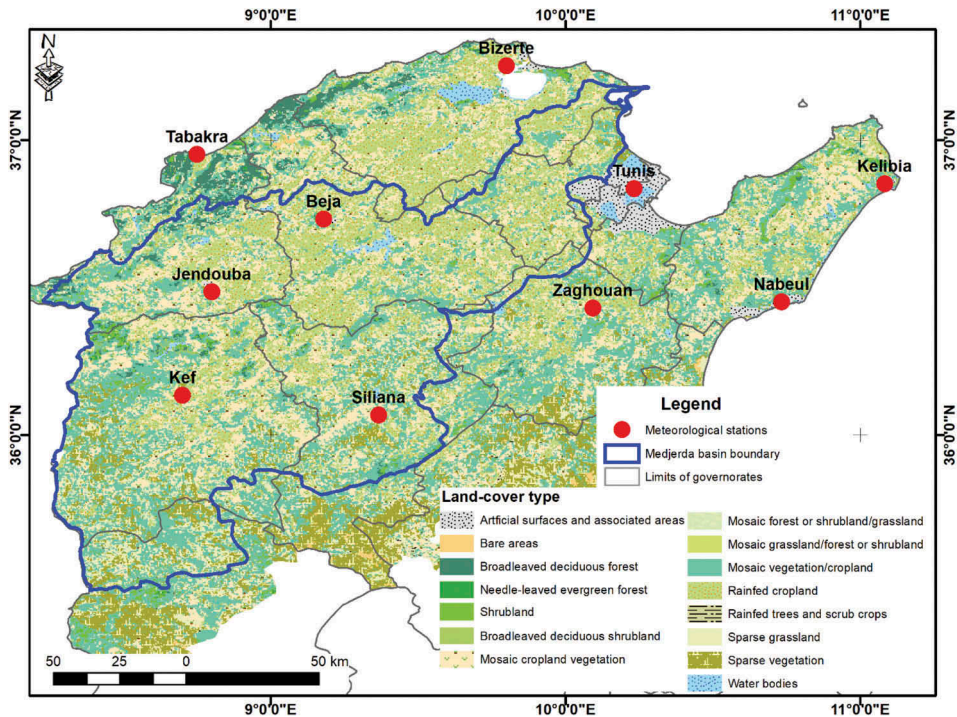 9°0'0"E 10°0'0"E 11°0'0"E
N
Bizerte
37°0'0"N
37°0'0"N
Tabakra
Tunis
Kelibia
Beja
Jendouba
Zaghouan
Nabeul
Kef
Siliana
36°0'0"N
36°0'0"N
Legend
Meteorological stations
Medjerda basin boundary
Limits of governorates
Land-cover type
Artficial surfaces and associated areas
Bare areas
Broadleaved deciduous forest
Needle-leaved evergreen forest
Shrubland
Broadleaved deciduous shrubland
Mosaic cropland vegetation
Mosaic forest or shrubland/grassland
Mosaic grassland/forest or shrubland
Mosaic vegetation/cropland
Rainfed cropland
Rainfed trees and scrub crops
Sparse grassland
Sparse vegetation
Water bodies
50 25 0 50 km
9°0'0"E 10°0'0"E 11°0'0"E